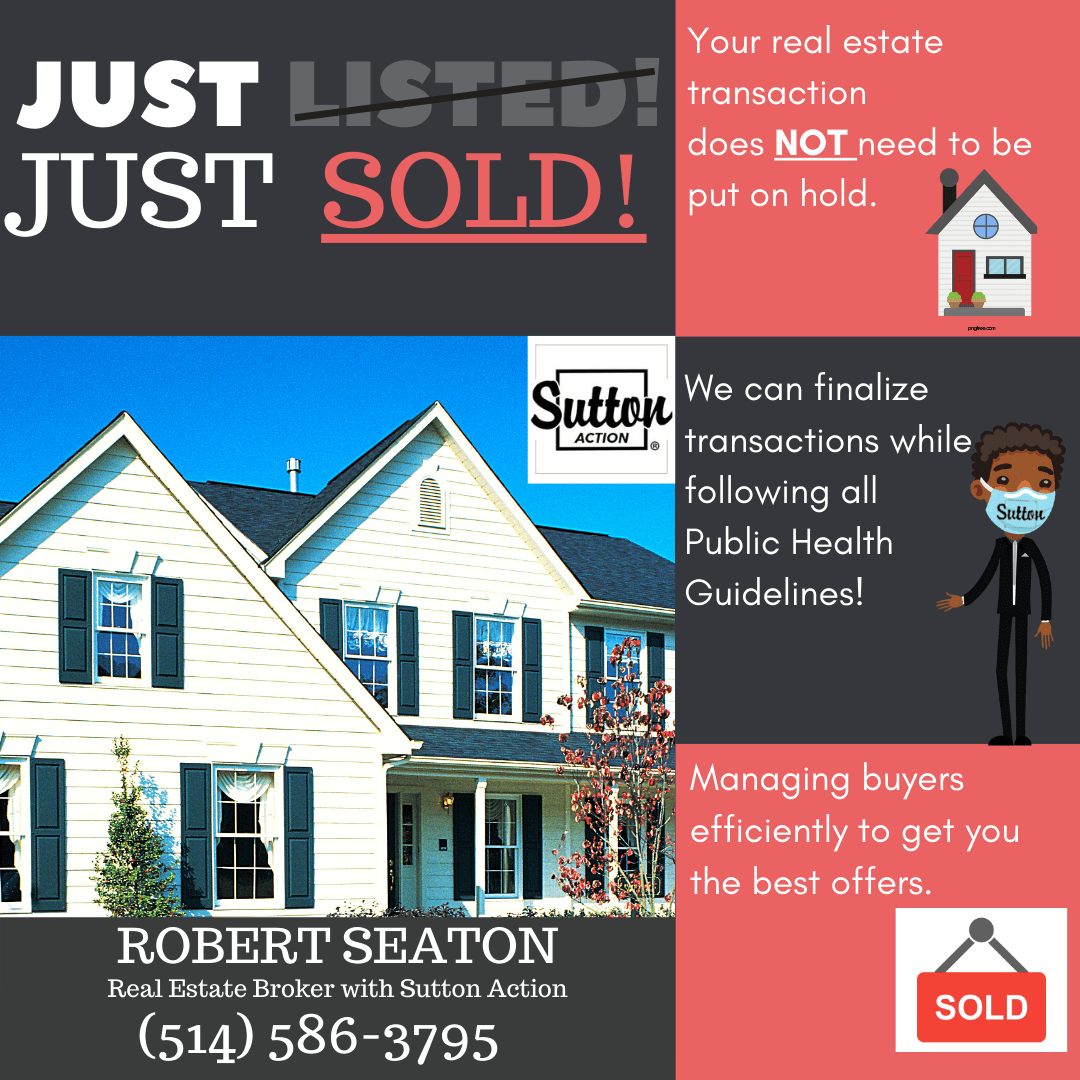 JUST LISTED!
JUST SOLD!
Your real estate
transaction
does NOT need to be
put on hold.
pngtree.com
Sutton
ACTION ®
We can finalize
transactions while
following all
Public Health
Guidelines!
Sutton
Managing buyers
efficiently to get you
the best offers.
SOLD
ROBERT SEATON
Real Estate Broker with Sutton Action
(514) 586-3795